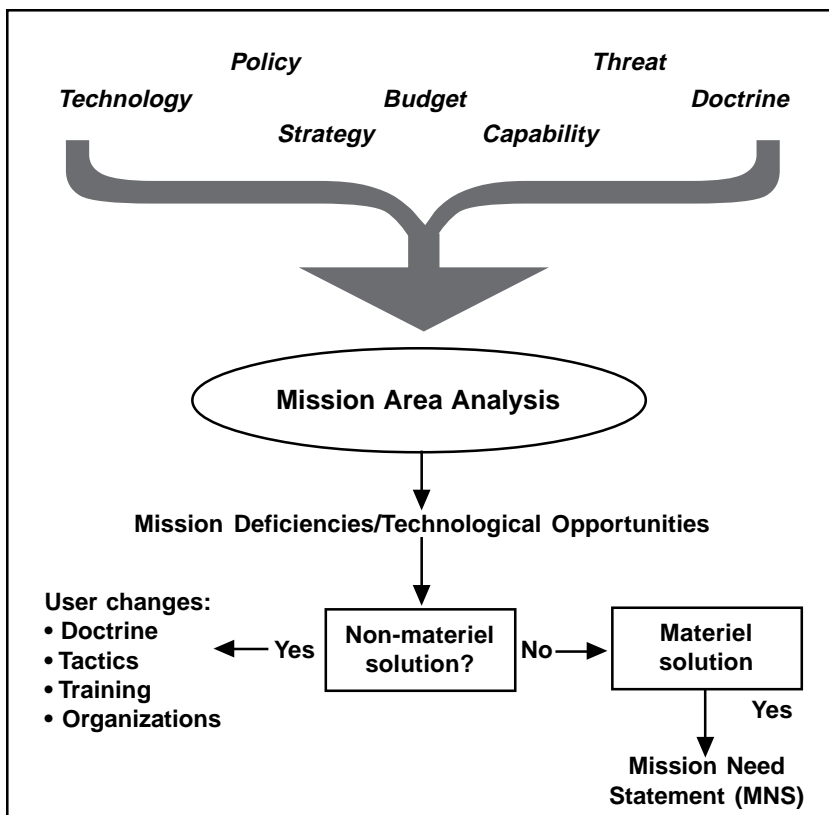 Policy Threat
Technology Budget Doctrine
Strategy Capability
Mission Area Analysis
Mission Deficiencies/Technological Opportunities
User changes:
• Doctrine
• Tactics
• Training
• Organizations
Yes
Non-materiel
solution?
No
Materiel
solution
Yes
Mission Need
Statement (MNS)